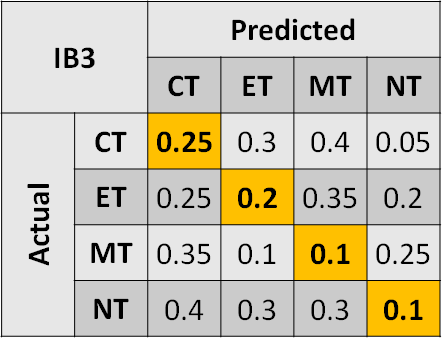 IB3 Predicted
CT ET MT NT
Actual
CT 0.25 0.3 0.4 0.05
ET 0.25 0.2 0.35 0.2
MT 0.35 0.1 0.1 0.25
NT 0.4 0.3 0.3 0.1